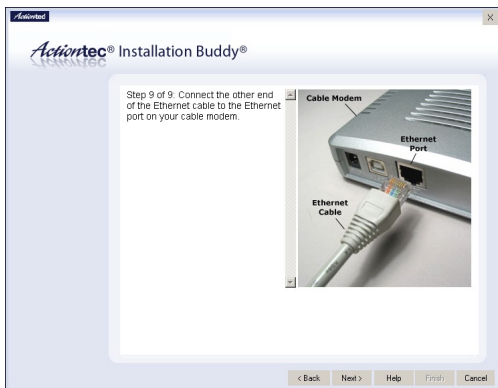 Actiontec
X
Actiontec® Installation Buddy®
Step 9 of 9: Connect the other end
of the Ethernet cable to the Ethernet
port on your cable modem.
Cable Modem
Ethernet
Port
Ethernet
Cable
< Back Next > Help Finish Cancel